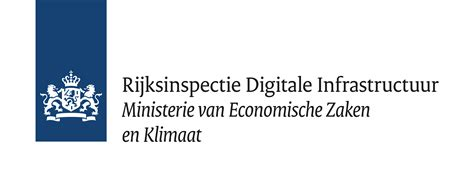 Rijksinspectie Digitale Infrastructuur
Ministerie van Economische Zaken
en Klimaat